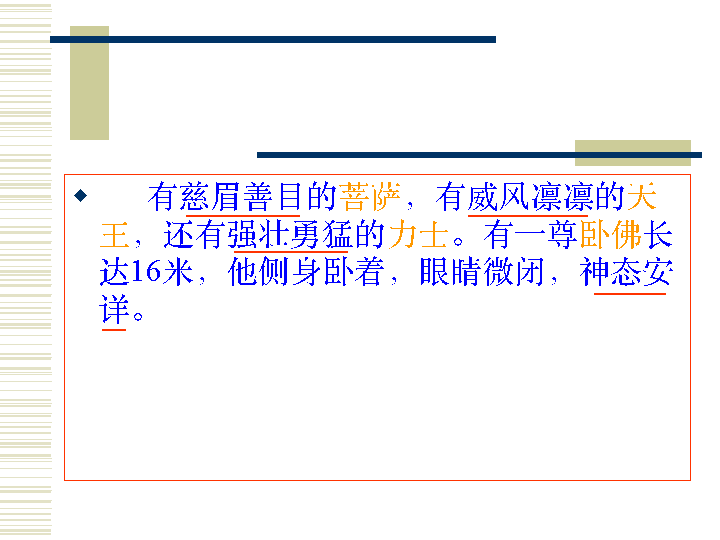 有慈眉善目的菩萨，有威风凛凛的天
王，还有强壮勇猛的力士。有一尊卧佛长
达16米，他侧身卧着，眼睛微闭，神态安
详。